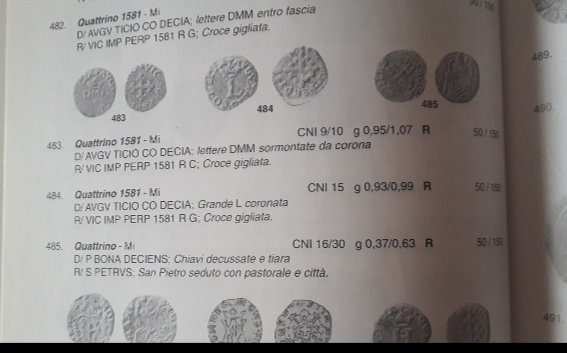 50/150
482. Quattrino 1581 - Mi
D/ AVGV TICIO CO DECIA; lettere DMM entro fascia
R/ VIC IMP PERP 1581 R G; Croce gigliata.
489.
483
484
485
490.
CNI 9/10 g 0,95/1,07 R 50/150
483. Quattrino 1581 - Mi
D/ AVGV TICIO CO DECIA; lettere DMM sormontate da corona
R/ VIC IMP PERP 1581 R C; Croce gigliata.
CNI 15 g 0,93/0,99 R 50/150
484. Quattrino 1581 - Mi
D/ AVGV TICIO CO DECIA; Grande L coronata
R/ VIC IMP PERP 1581 R G; Croce gigliata.
485. Quattrino - Mi CNI 16/30 g 0,37/0,63 R 50/150
D/ P BONA DECIENS; Chiavi decussate e tiara
R/ S PETRVS; San Pietro seduto con pastorale e città.
491.